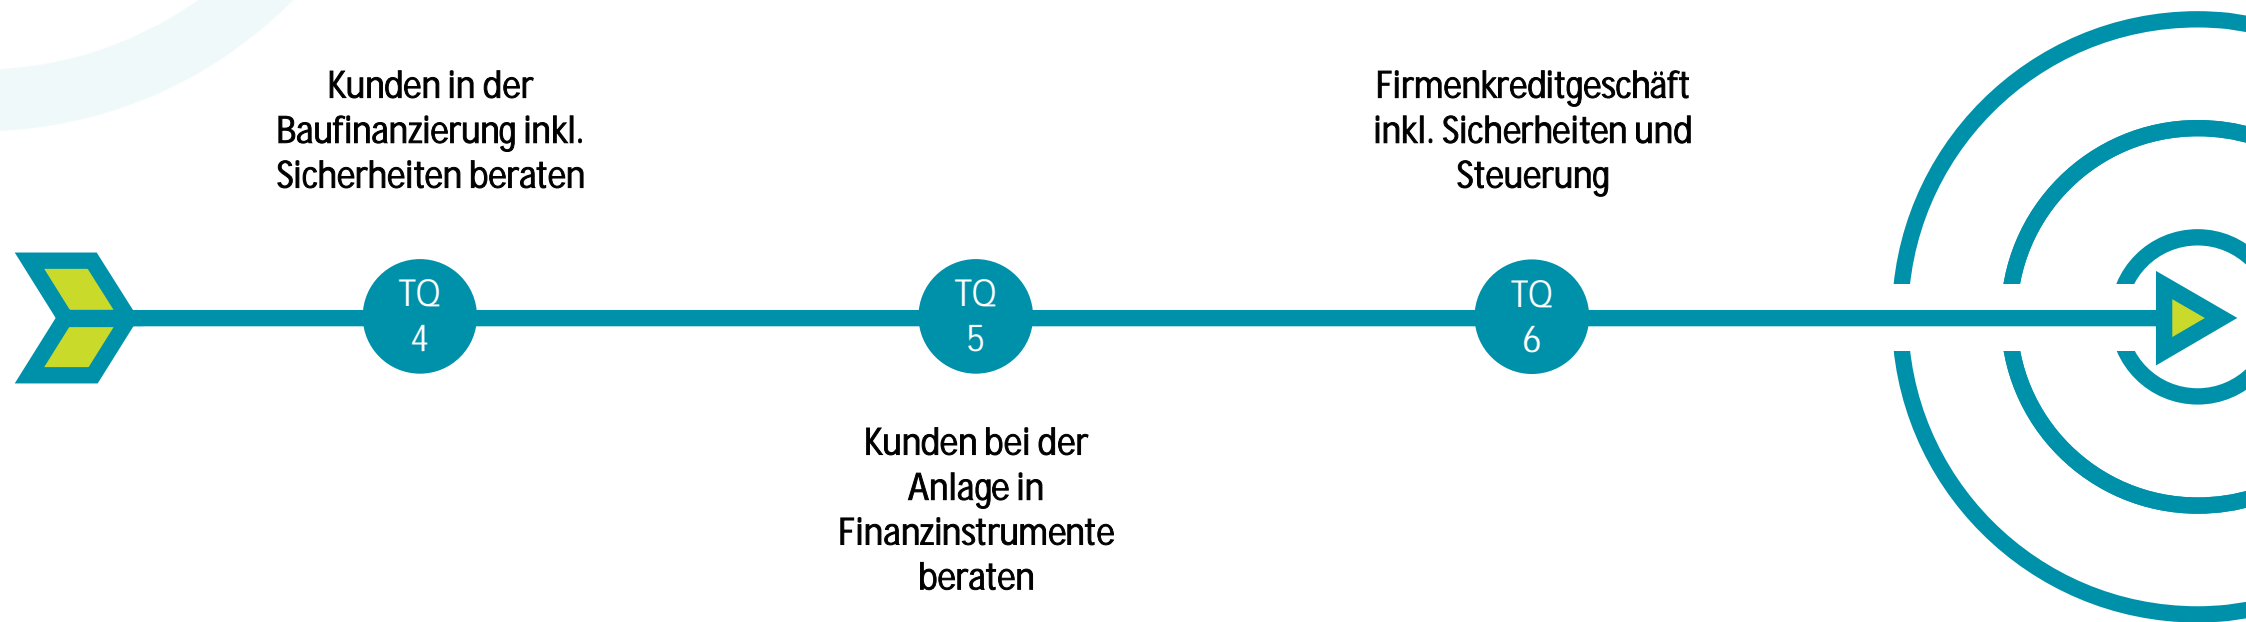 Kunden in der
Baufinanzierung inkl.
Sicherheiten beraten
TQ
4
TQ
5
Kunden bei der
Anlage in
Finanzinstrumente
beraten
Firmenkreditgeschäft
inkl. Sicherheiten und
Steuerung
TQ
6